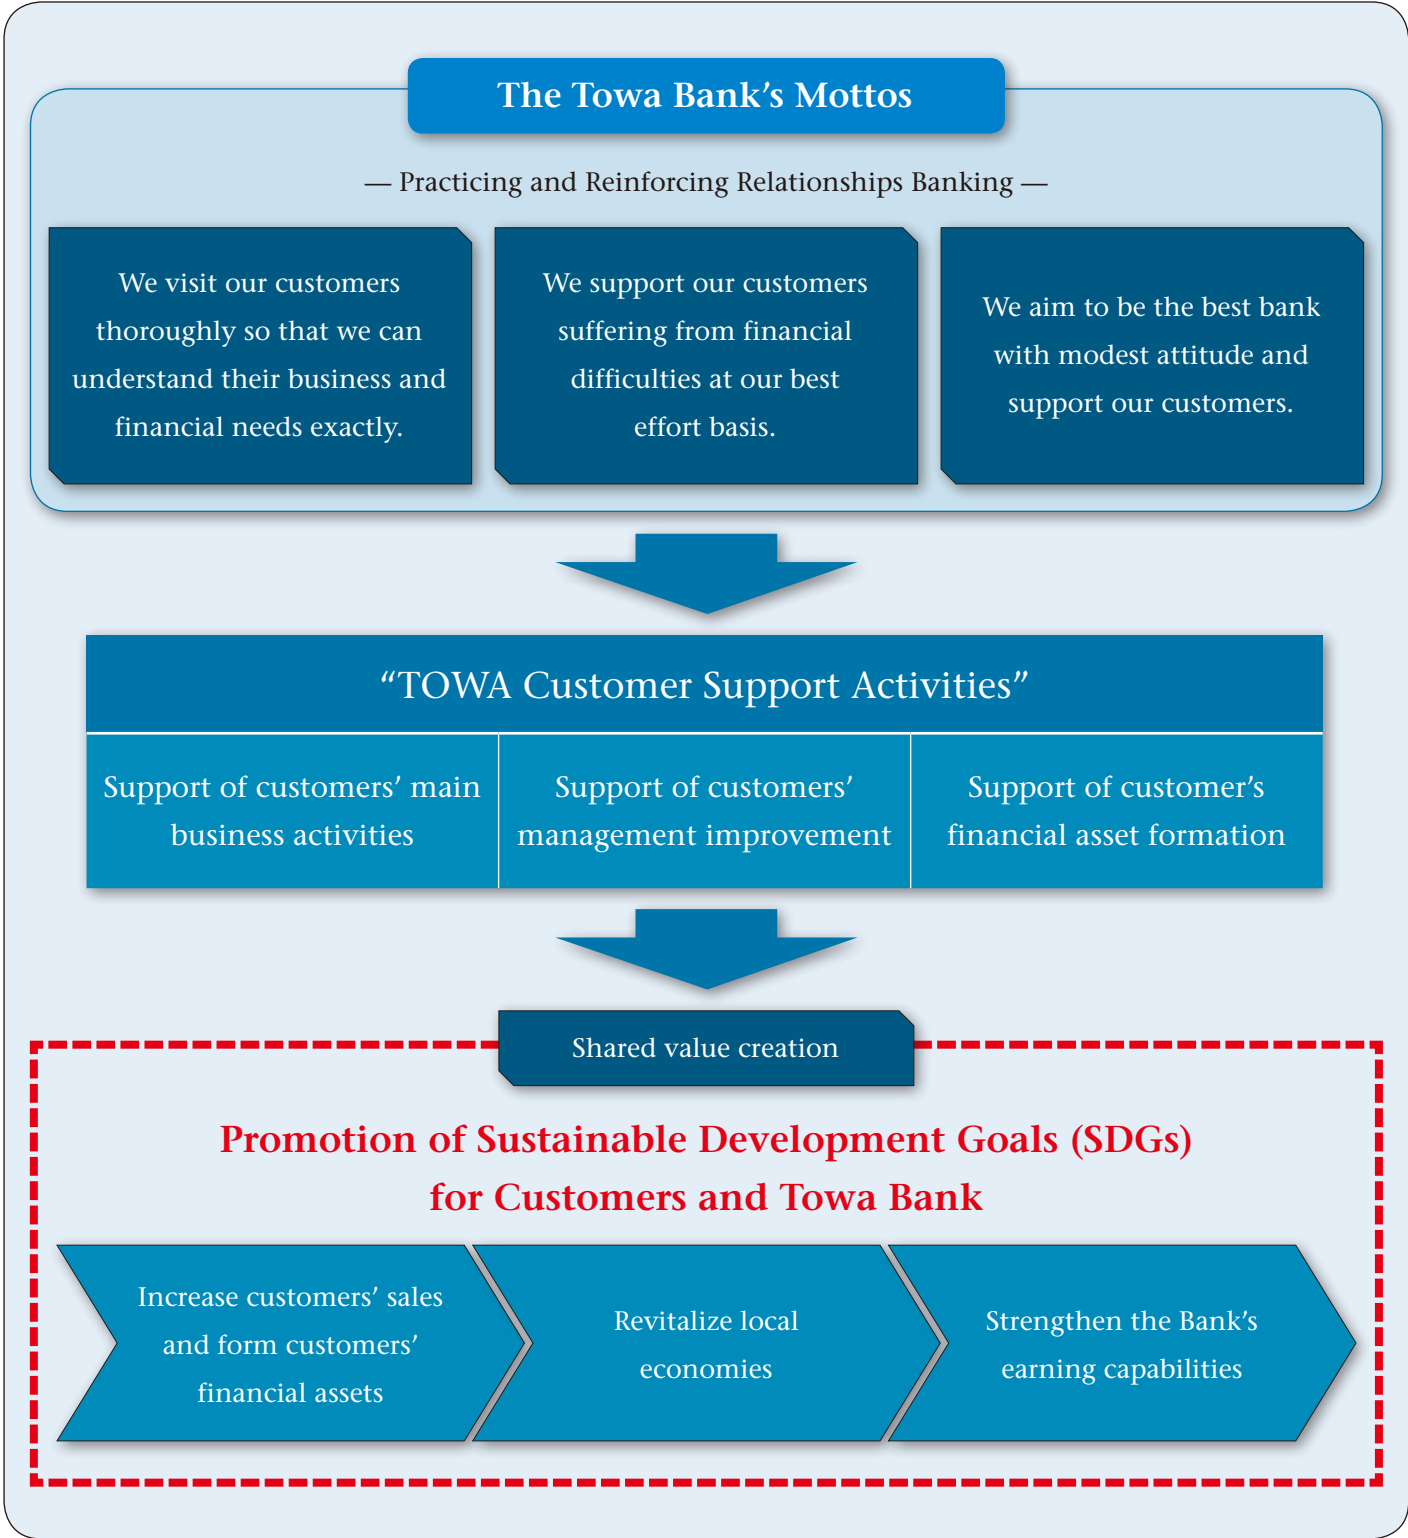 The Towa Bank's Mottos
— Practicing and Reinforcing Relationships Banking —
We visit our customers
thoroughly so that we can
understand their business and
financial needs exactly.
We support our customers
suffering from financial
difficulties at our best
effort basis.
We aim to be the best bank
with modest attitude and
support our customers.
“TOWA Customer Support Activities”
Support of customers’ main
business activities
Support of customers’
management improvement
Support of customer’s
financial asset formation
Shared value creation
Promotion of Sustainable Development Goals (SDGs)
for Customers and Towa Bank
Increase customers’ sales
and form customers’
financial assets
Revitalize local
economies
Strengthen the Bank’s
earning capabilities